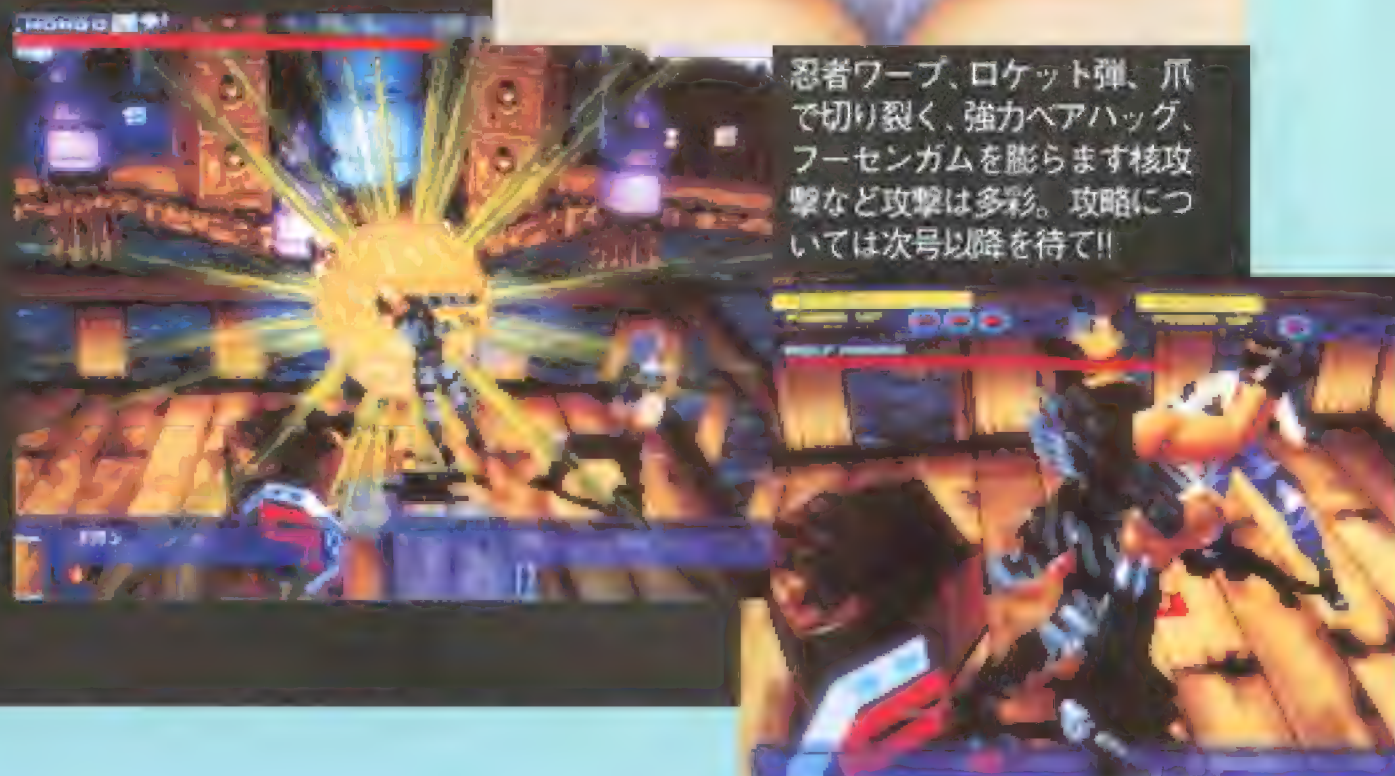 忍者ワープ、ロケット弾、爪
で切り裂く、強力ベアハッグ、
フーセンガムを膨らます核攻
撃など攻撃は多彩。攻略につ
いては次号以降を待て!!